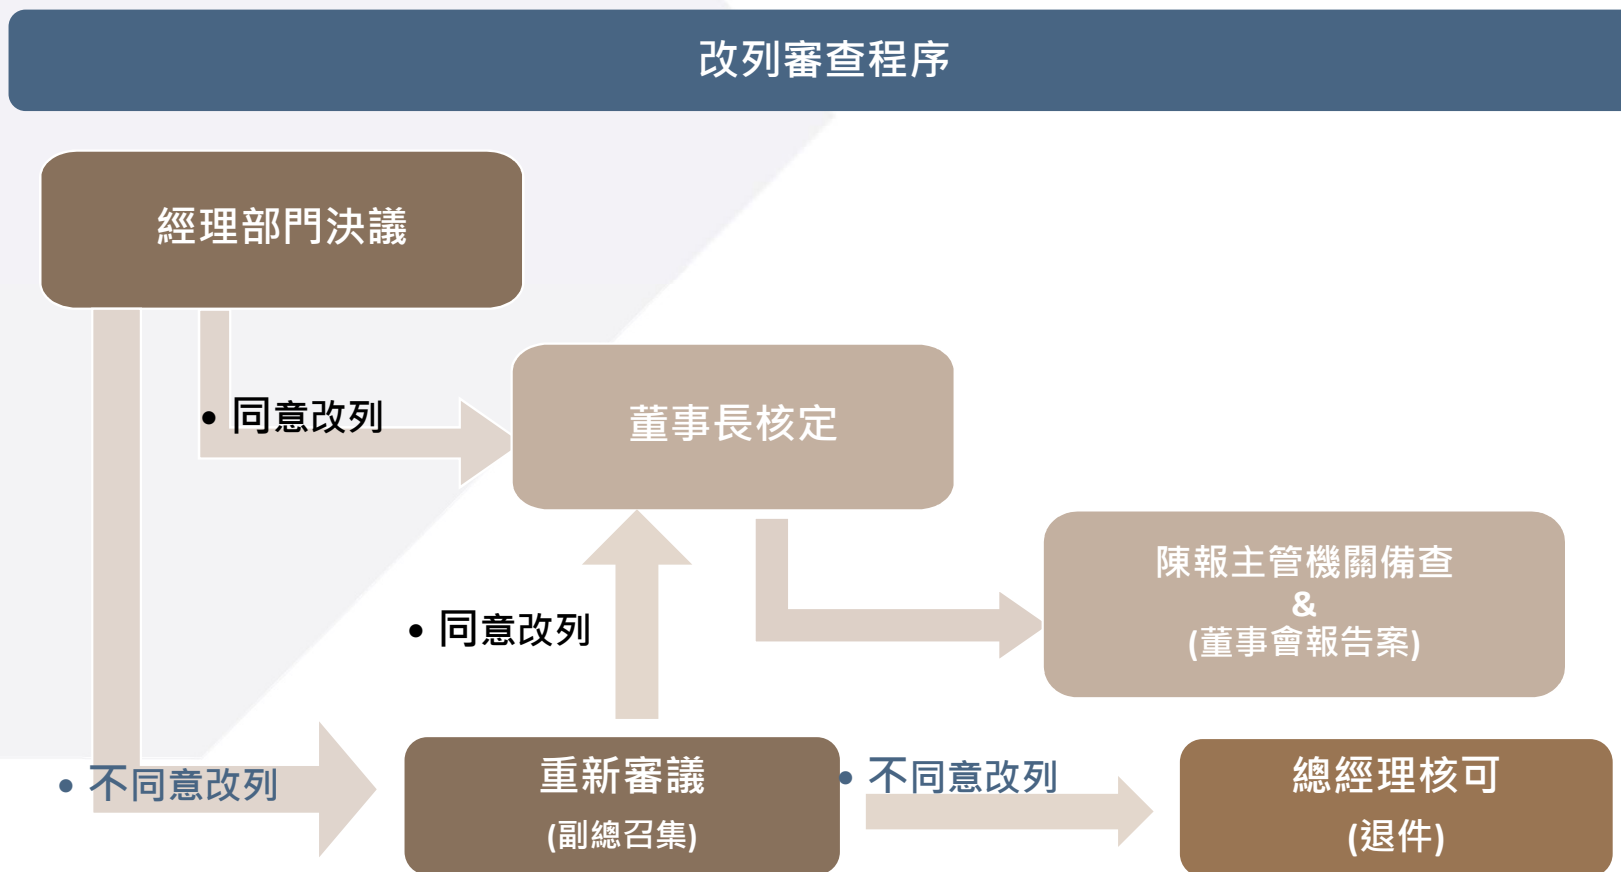 改列審查程序
經理部門決議
• 同意改列
董事長核定
陳報主管機關備查
&
(董事會報告案)
• 同意改列
• 不同意改列
重新審議
(副總召集)
• 不同意改列
總經理核可
(退件)